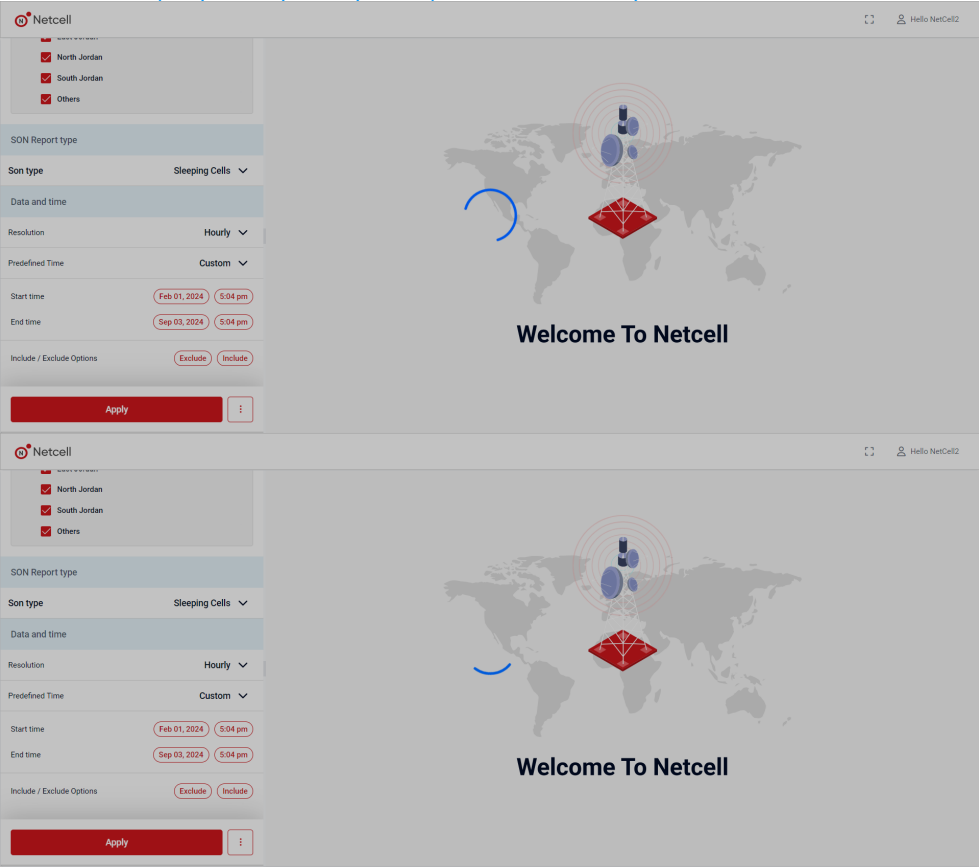 Netcell
Hello NetCell2
North Jordan
South Jordan
Others
SON Report type
Son type Sleeping Cells
Data and time
Resolution Hourly
Predefined Time Custom
Start time Feb 01, 2024 5:04 pm
End time Sep 03, 2024 5:04 pm
Include / Exclude Options Exclude Include
Apply
Welcome To Netcell
Netcell
Hello NetCell2
North Jordan
South Jordan
Others
SON Report type
Son type Sleeping Cells
Data and time
Resolution Hourly
Predefined Time Custom
Start time Feb 01, 2024 5:04 pm
End time Sep 03, 2024 5:04 pm
Include / Exclude Options Exclude Include
Apply
Welcome To Netcell